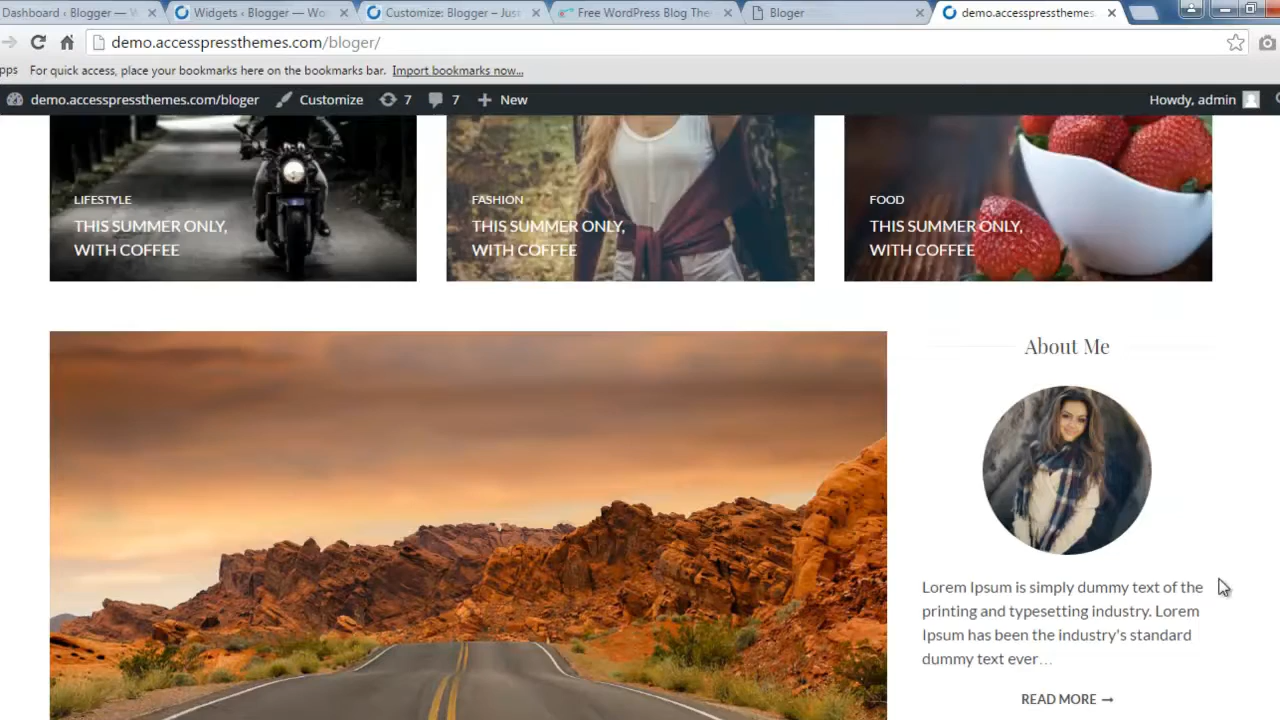 Dashboard ‹ Blogger — W
Widgets ‹ Blogger — Wo
Customize: Blogger – Just
Free WordPress Blog The
Bloger
demo.accesspressthemes
demo.accesspressthemes.com/bloger/
pps
For quick access, place your bookmarks here on the bookmarks bar.
Import bookmarks now...
demo.accesspressthemes.com/bloger
Customize
7
7
New
Howdy, admin
LIFESTYLE
THIS SUMMER ONLY,
WITH COFFEE
FASHION
THIS SUMMER ONLY,
WITH COFFEE
FOOD
THIS SUMMER ONLY,
WITH COFFEE
About Me
Lorem Ipsum is simply dummy text of the
printing and typesetting industry. Lorem
Ipsum has been the industry's standard
dummy text ever…
READ MORE →